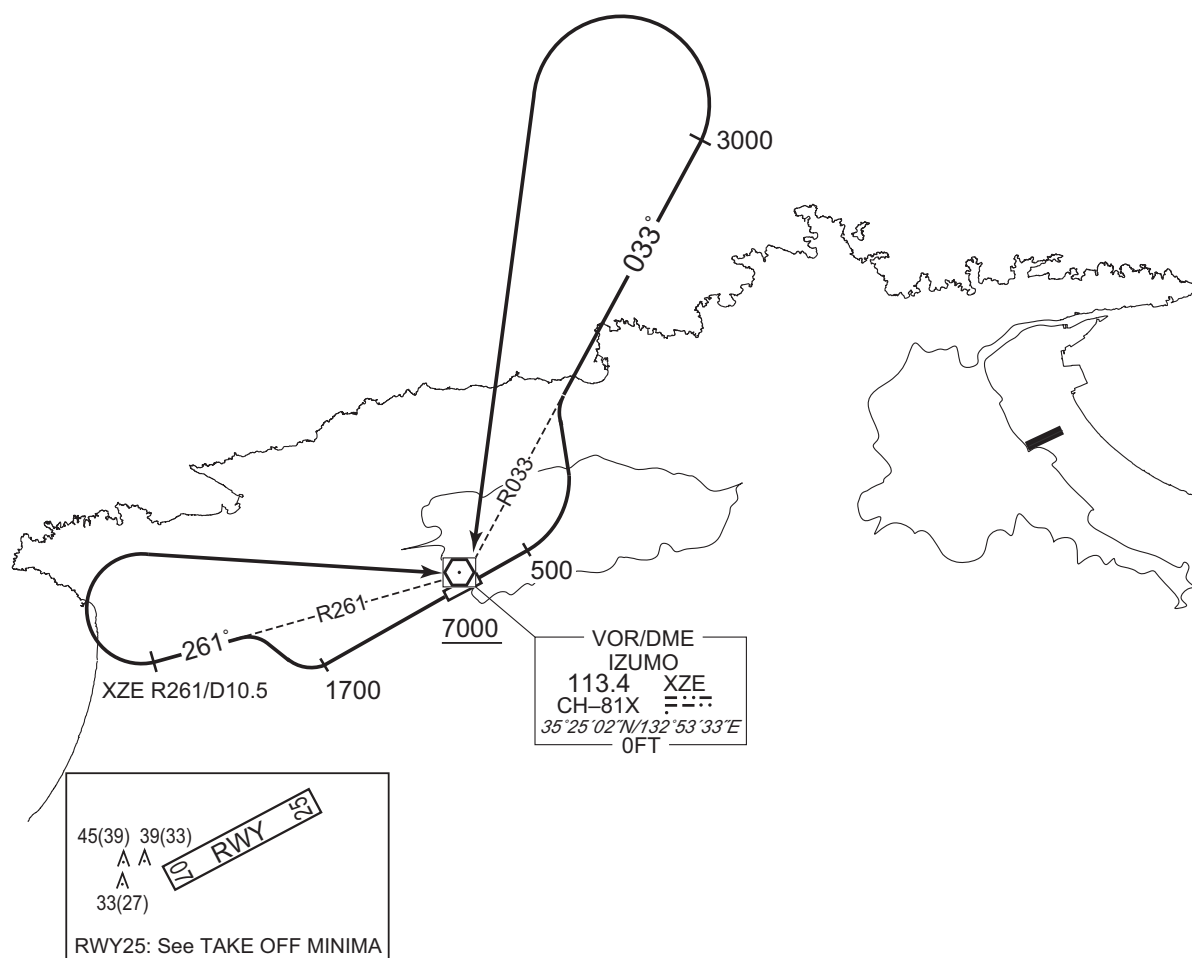 3000
033°
R033
500
R261
261°
7000
XZE R261/D10.5
1700
VOR/DME
IZUMO
113.4 XZE
CH–81X
35°25′02″N/132°53′33″E
0FT
45(39) 39(33)
33(27)
07 RWY 25
RWY25: See TAKE OFF MINIMA